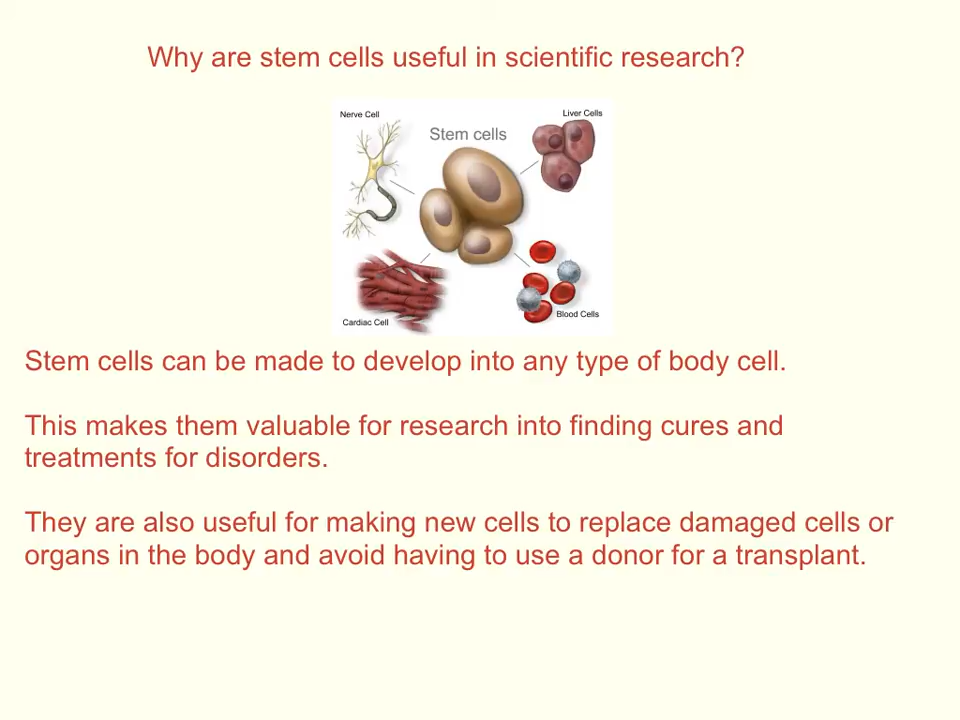 Why are stem cells useful in scientific research?
Nerve Cell
Liver Cells
Stem cells
Cardiac Cell
Blood Cells
Stem cells can be made to develop into any type of body cell.
This makes them valuable for research into finding cures and
treatments for disorders.
They are also useful for making new cells to replace damaged cells or
organs in the body and avoid having to use a donor for a transplant.